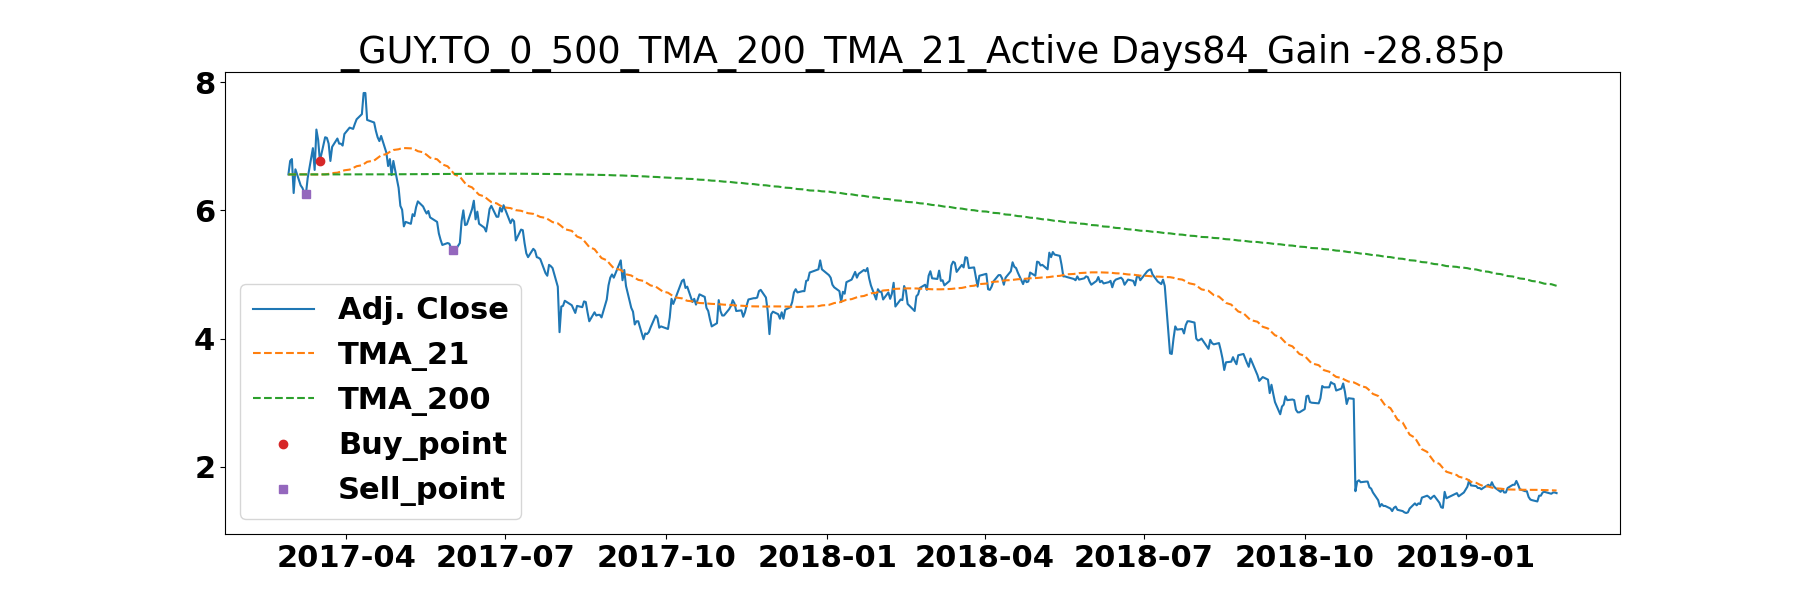 _GUY.TO_0_500_TMA_200_TMA_21_Active Days84_Gain -28.85p
8
6
4
2
Adj. Close
TMA_21
TMA_200
Buy_point
Sell_point
2017-04 2017-07 2017-10 2018-01 2018-04 2018-07 2018-10 2019-01